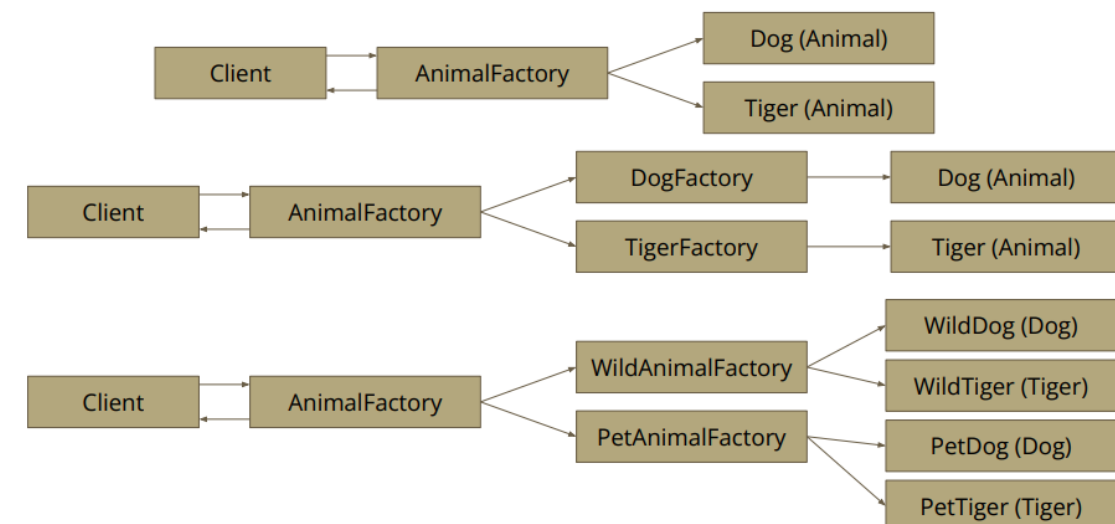 Client
AnimalFactory
Dog (Animal)
Tiger (Animal)
Client
AnimalFactory
DogFactory
Dog (Animal)
TigerFactory
Tiger (Animal)
Client
AnimalFactory
WildAnimalFactory
WildDog (Dog)
WildTiger (Tiger)
PetAnimalFactory
PetDog (Dog)
PetTiger (Tiger)